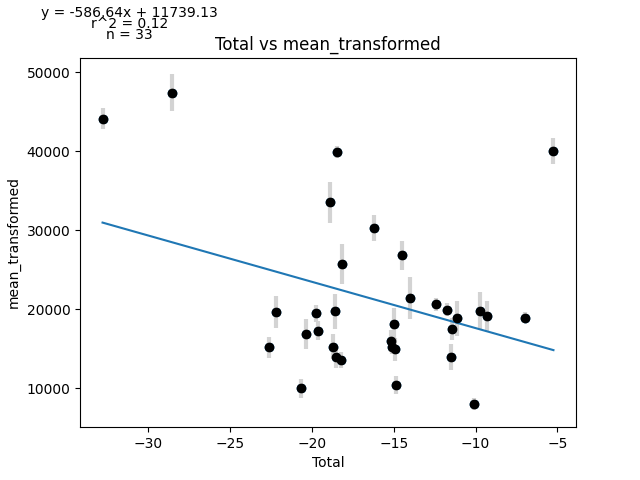 y = -586.64x + 11739.13
r^2 = 0.12
n = 33
Total vs mean_transformed
50000
40000
30000
20000
10000
mean_transformed
−30
−25
−20
−15
−10
−5
Total